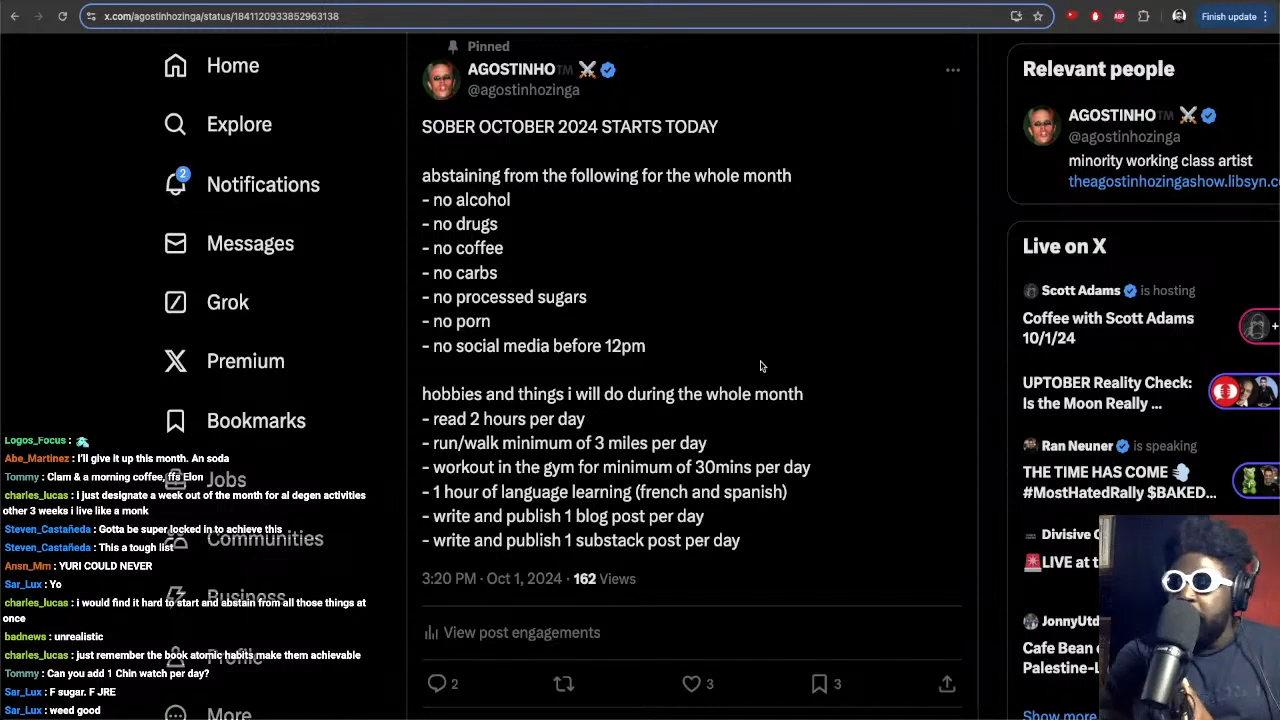 x.com/agostinhozinga/status/1841120933852963138
Finish update
Home
Explore
2
Notifications
Messages
Grok
Premium
Bookmarks
Jobs
Communities
Business
Profile
More
Pinned
AGOSTINHO™
@agostinhozinga
SOBER OCTOBER 2024 STARTS TODAY
abstaining from the following for the whole month
- no alcohol
- no drugs
- no coffee
- no carbs
- no processed sugars
- no porn
- no social media before 12pm
hobbies and things i will do during the whole month
- read 2 hours per day
- run/walk minimum of 3 miles per day
- workout in the gym for minimum of 30mins per day
- 1 hour of language learning (french and spanish)
- write and publish 1 blog post per day
- write and publish 1 substack post per day
3:20 PM · Oct 1, 2024 · 162 Views
View post engagements
2
3
3
Relevant people
AGOSTINHO™
@agostinhozinga
minority working class artist
theagostinhozingashow.libsyn.c
Live on X
Scott Adams is hosting
Coffee with Scott Adams
10/1/24
UPTOBER Reality Check:
Is the Moon Really ...
Ran Neuner is speaking
THE TIME HAS COME
#MostHatedRally $BAKED...
Divisive
LIVE at t
JonnyUtd
Cafe Bean
Palestine-L
Show more
Logos_Focus :
Abe_Martinez : I'll give it up this month. An soda
Tommy : Clam & a morning coffee, ffs Elon
charles_lucas : i just designate a week out of the month for al degen activities
other 3 weeks i live like a monk
Steven_Castañeda : Gotta be super locked in to achieve this
Steven_Castañeda : This a tough list
Ansn_Mm : YURI COULD NEVER
Sar_Lux : Yo
charles_lucas : i would find it hard to start and abstain from all those things at
once
badnews : unrealistic
charles_lucas : just remember the book atomic habits make them achievable
Tommy : Can you add 1 Chin watch per day?
Sar_Lux : F sugar. F JRE
Sar_Lux : weed good